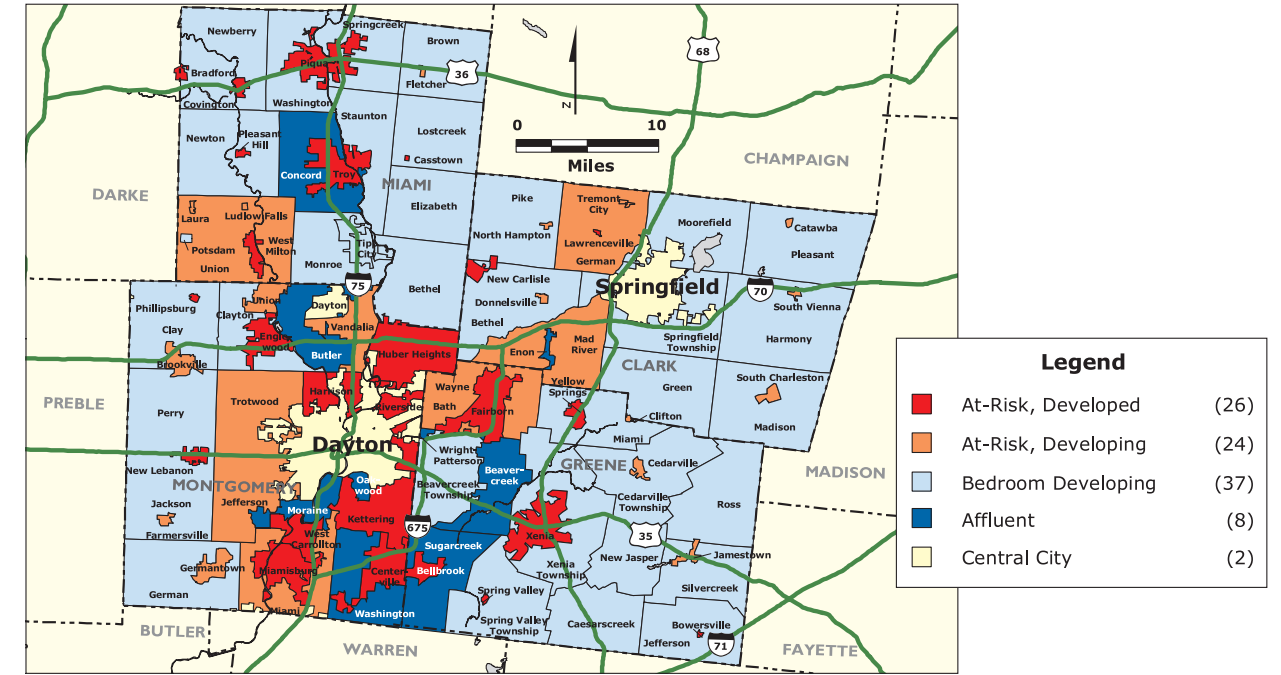 Newberry
Springcreek
Brown
68
Bradford
Piqua
36
Fletcher
Covington
Washington
Staunton
N
0
10
Miles
Newton
Pleasant
Hill
Lostcreek
Casstown
CHAMPAIGN
Concord
Troy
MIAMI
DARKE
Elizabeth
Pike
Tremont
City
Laura
Ludlow Falls
North Hampton
Lawrenceville
Moorefield
Catawba
Potsdam
West
Milton
Tipp
City
Union
Monroe
German
Pleasant
New Carlisle
Springfield
75
Bethel
70
Phillipsburg
Union
Dayton
Donnelsville
South Vienna
Clayton
Clay
Vandalia
Bethel
Engle-
wood
Springfield
Township
Harmony
Brookville
Butler
Huber Heights
Enon
Mad
River
CLARK
Harrison
Wayne
Yellow
Springs
Green
South Charleston
PREBLE
Trotwood
Perry
Riverside
Bath
Fairborn
Clifton
Madison
Dayton
Miami
Wright
Patterson
New Lebanon
Beaver-
creek
GREENE
Cedarville
MADISON
MONTGOMERY
Oak
wood
Beavercreek
Township
Jackson
Jefferson
Moraine
Cedarville
Township
Ross
Kettering
675
Farmersville
West
Carrollton
Xenia
35
Sugarcreek
New Jasper
Jamestown
Germantown
Miamisburg
Center-
ville
Bellbrook
Xenia
Township
German
Spring Valley
Silvercreek
Miami
Washington
Spring Valley
Township
Caesarscreek
Bowersville
Jefferson
71
BUTLER
WARREN
FAYETTE
Legend
At-Risk, Developed (26)
At-Risk, Developing (24)
Bedroom Developing (37)
Affluent (8)
Central City (2)